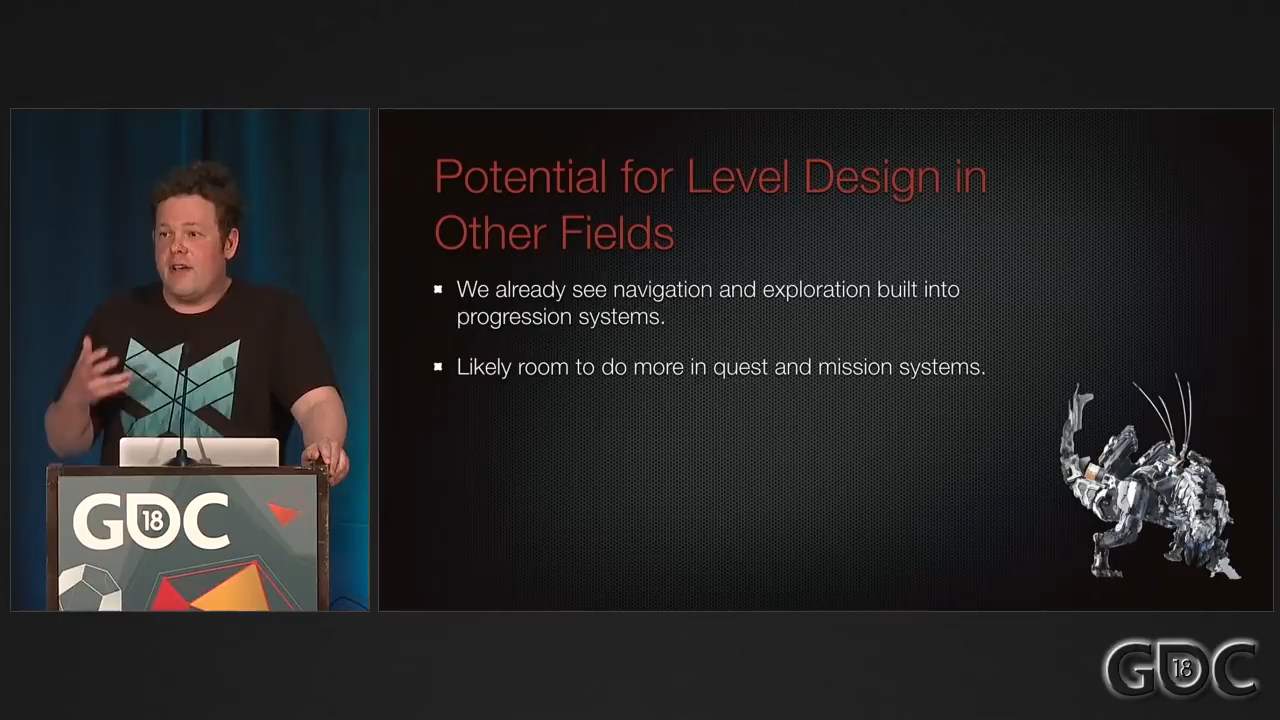 Potential for Level Design in
Other Fields
We already see navigation and exploration built into
progression systems.
Likely room to do more in quest and mission systems.
GDC
18
GDC
18